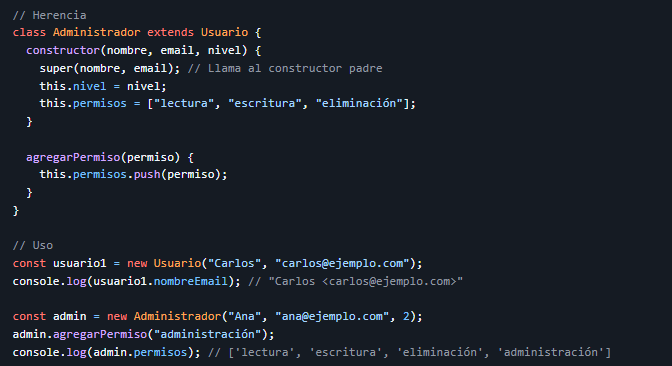 // Herencia
class Administrador extends Usuario {
  constructor(nombre, email, nivel) {
    super(nombre, email); // Llama al constructor padre
    this.nivel = nivel;
    this.permisos = ["lectura", "escritura", "eliminación"];
  }

  agregarPermiso(permiso) {
    this.permisos.push(permiso);
  }
}

// Uso
const usuario1 = new Usuario("Carlos", "carlos@ejemplo.com");
console.log(usuario1.nombreEmail); // "Carlos <carlos@ejemplo.com>"

const admin = new Administrador("Ana", "ana@ejemplo.com", 2);
admin.agregarPermiso("administración");
console.log(admin.permisos); // ['lectura', 'escritura', 'eliminación', 'administración']